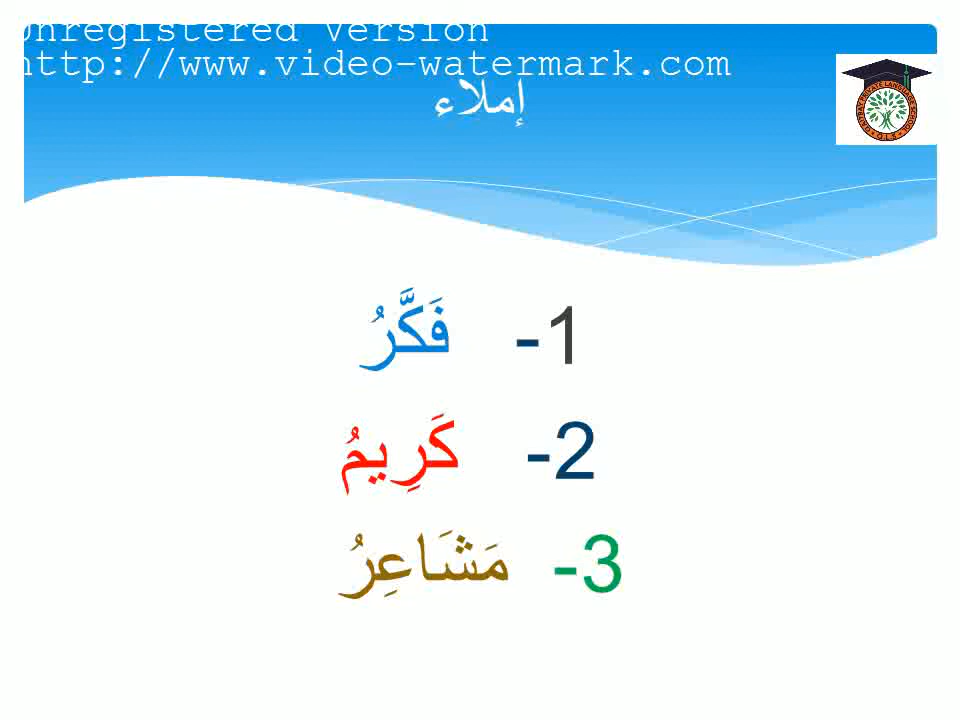 Unregistered Version
http://www.video-watermark.com
إملاء
1- فَكَّرُ
2- كَرِيمُ
3- مَشَاعِرُ